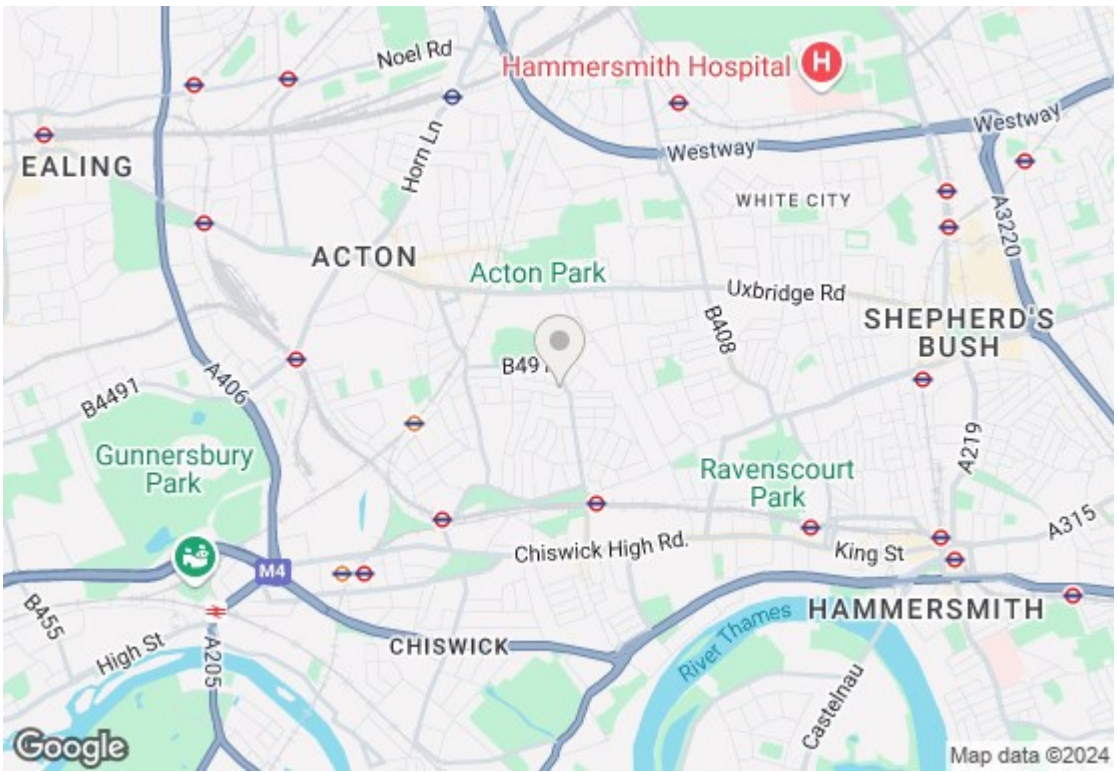 Noel Rd
Hammersmith Hospital
H
Westway
Westway
EALING
Horn Ln
WHITE CITY
A3220
ACTON
Acton Park
Uxbridge Rd
B408
SHEPHERD'S
BUSH
A406
B4491
Gunnersbury
Park
Ravenscourt
Park
A219
A315
Chiswick High Rd.
King St
M4
B455
High St
A205
CHISWICK
HAMMERSMITH
River Thames
Castelnau
Google
Map data ©2024